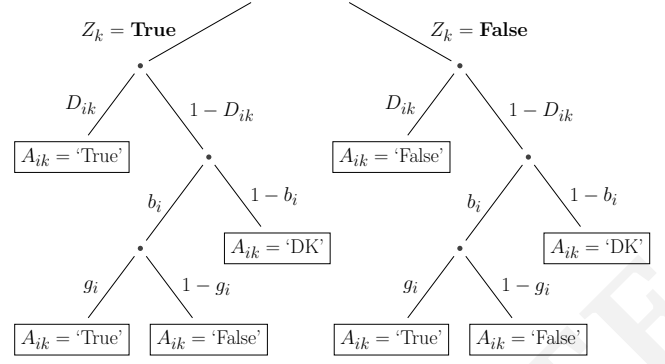 Z_k = True Z_k = False
D_ik 1 − D_ik D_ik 1 − D_ik
A_ik = ‘True’ A_ik = ‘False’
b_i 1 − b_i b_i 1 − b_i
A_ik = ‘DK’ A_ik = ‘DK’
g_i 1 − g_i g_i 1 − g_i
A_ik = ‘True’ A_ik = ‘False’ A_ik = ‘True’ A_ik = ‘False’